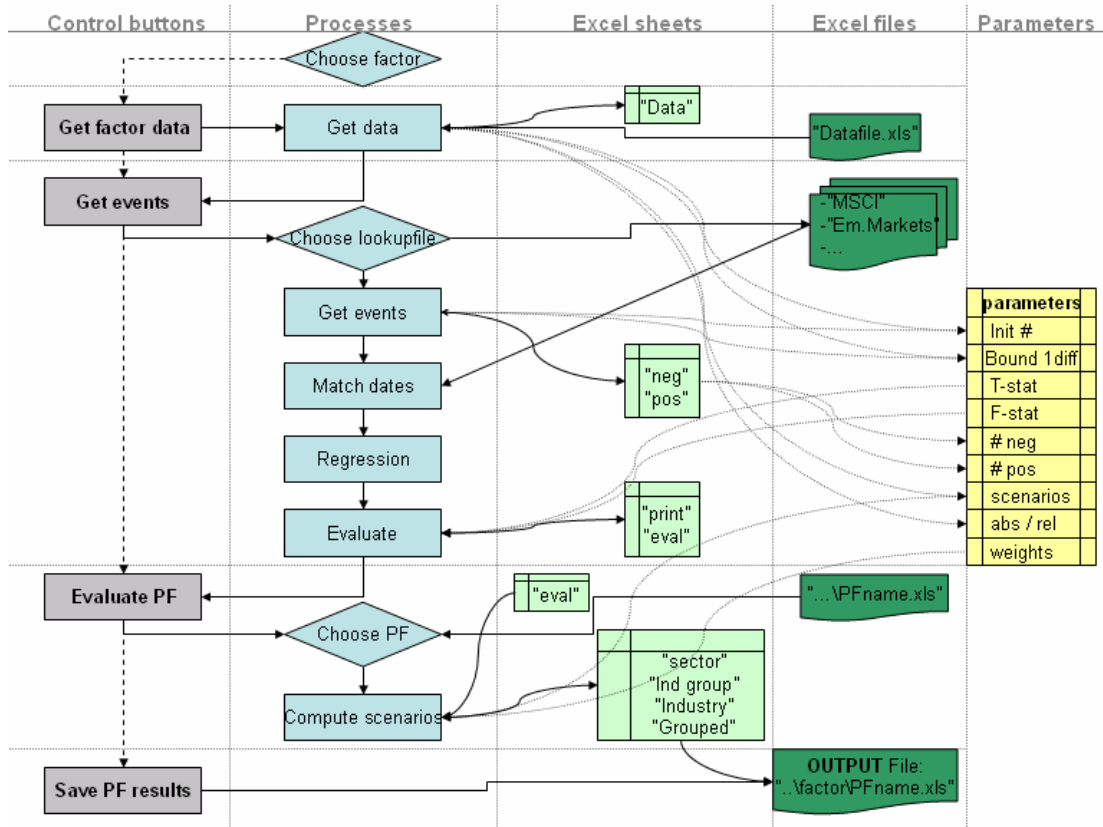 Control buttons
Processes
Excel sheets
Excel files
Parameters
Choose factor
Get factor data
Get data
"Data"
"Datafile.xls"
Get events
Choose lookupfile
-"MSCI"
-"Em.Markets"
-...
Get events
Match dates
Regression
Evaluate
"neg"
"pos"
"print"
"eval"
parameters
Init #
Bound 1diff
T-stat
F-stat
# neg
# pos
scenarios
abs / rel
weights
Evaluate PF
Choose PF
"eval"
"...\PFname.xls"
Compute scenarios
"sector"
"Ind group"
"Industry"
"Grouped"
Save PF results
OUTPUT File:
"..\factor\PFname.xls"